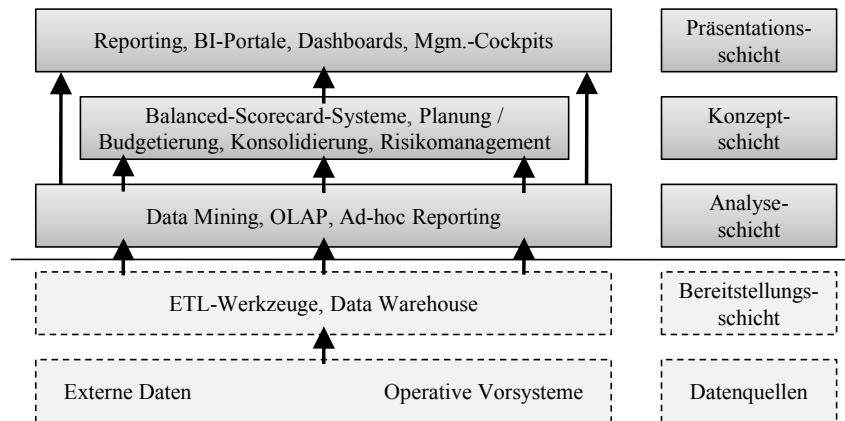 Reporting, BI-Portale, Dashboards, Mgm.-Cockpits
Präsentations-
schicht
Balanced-Scorecard-Systeme, Planung /
Budgetierung, Konsolidierung, Risikomanagement
Konzept-
schicht
Data Mining, OLAP, Ad-hoc Reporting
Analyse-
schicht
ETL-Werkzeuge, Data Warehouse
Bereitstellungs-
schicht
Externe Daten
Operative Vorsysteme
Datenquellen